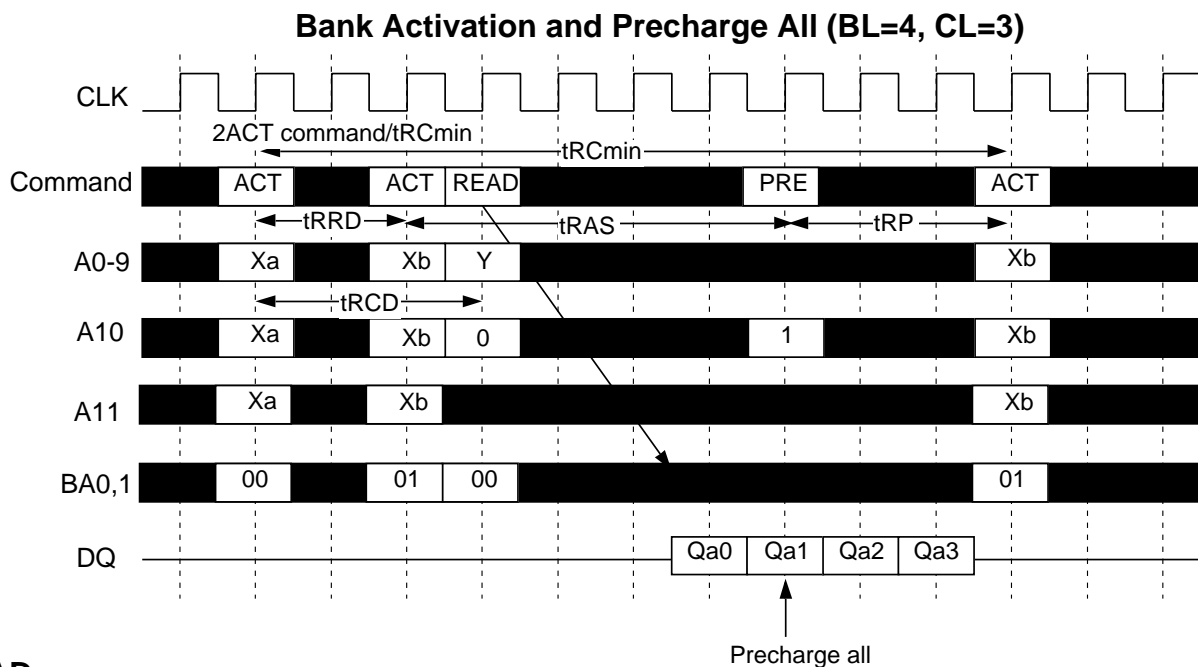 Bank Activation and Precharge All (BL=4, CL=3)
CLK
2ACT command/tRCmin
tRCmin
Command ACT ACT READ PRE ACT
tRRD tRAS tRP
A0-9 Xa Xb Y Xb
tRCD
A10 Xa Xb 0 1 Xb
A11 Xa Xb Xb
BA0,1 00 01 00 01
DQ Qa0 Qa1 Qa2 Qa3
Precharge all